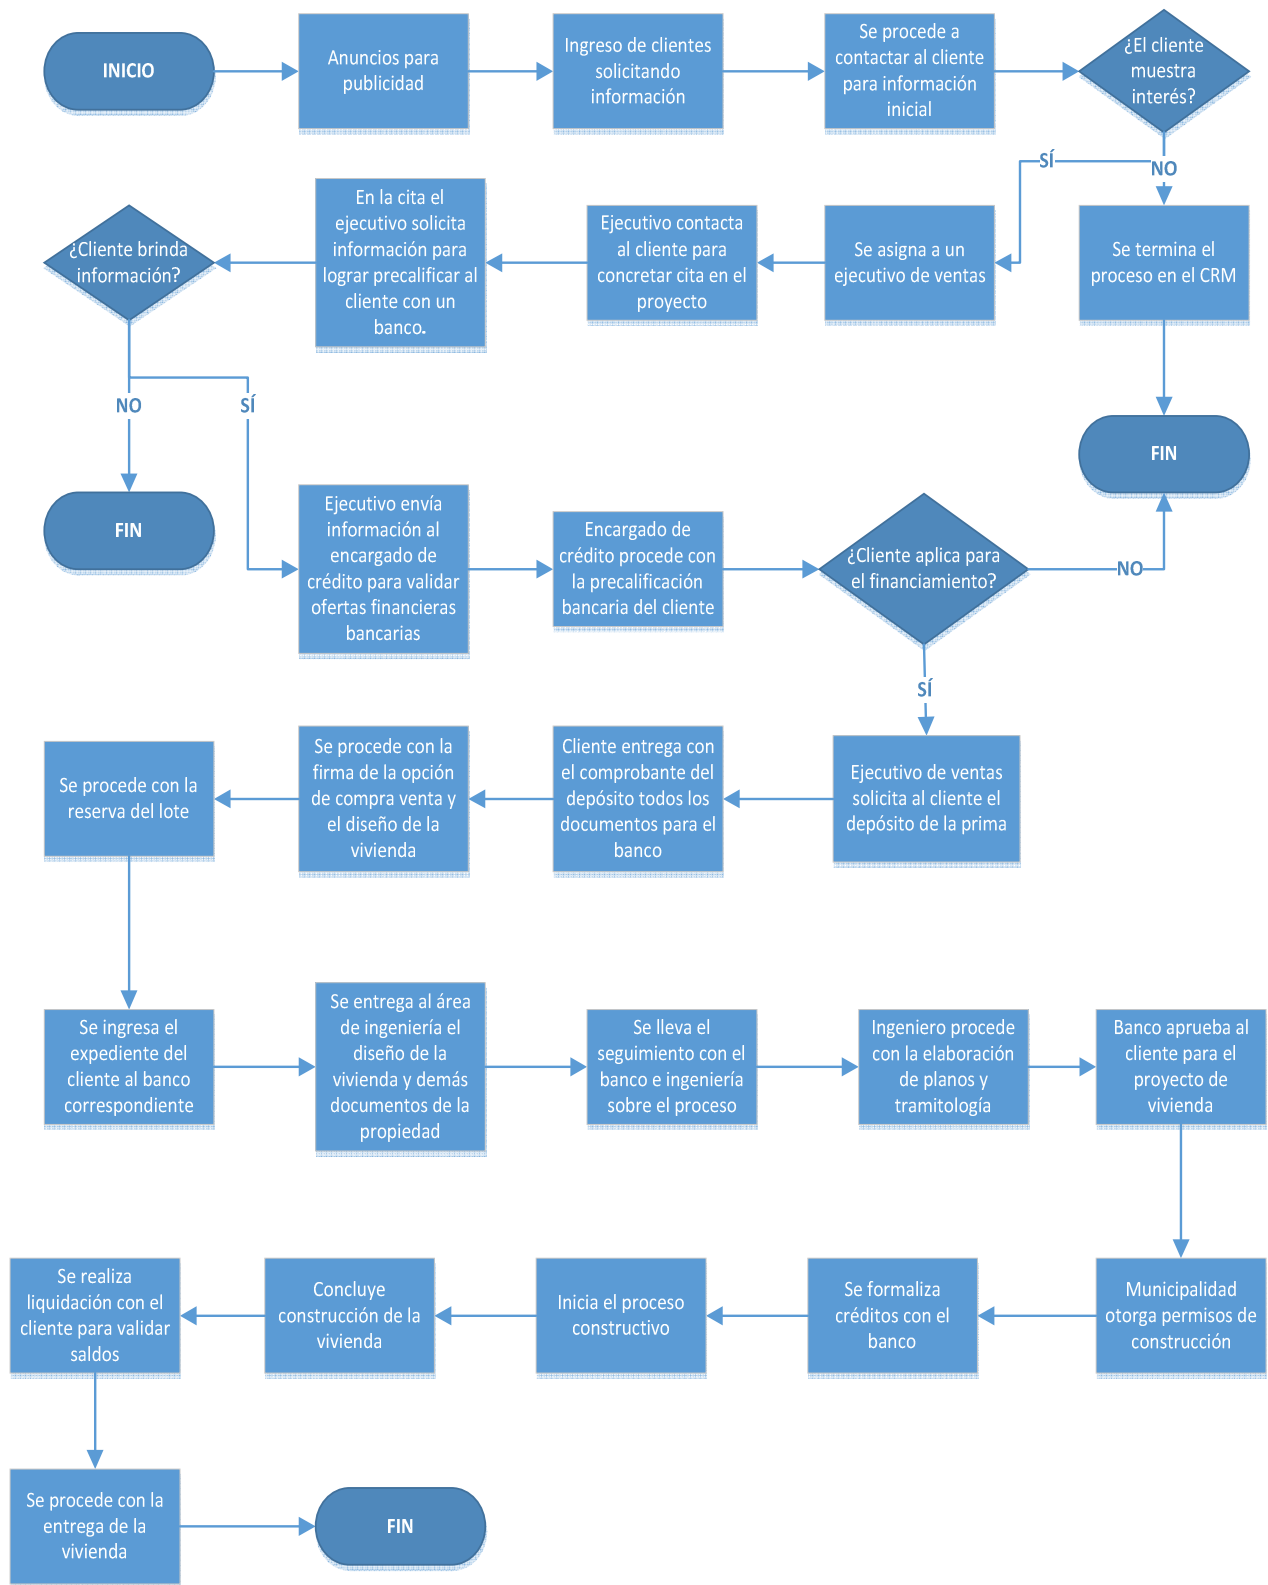 INICIO
Anuncios para
publicidad
Ingreso de clientes
solicitando
información
Se procede a
contactar al cliente
para información
inicial
¿El cliente
muestra
interés?
SÍ
NO
Se termina el
proceso en el CRM
FIN
Se asigna a un
ejecutivo de ventas
Ejecutivo contacta
al cliente para
concretar cita en el
proyecto
En la cita el
ejecutivo solicita
información para
lograr precalificar al
cliente con un
banco.
¿Cliente brinda
información?
NO
SÍ
FIN
Ejecutivo envía
información al
encargado de
crédito para validar
ofertas financieras
bancarias
Encargado de
crédito procede con
la precalificación
bancaria del cliente
¿Cliente aplica para
el financiamiento?
NO
SÍ
Ejecutivo de ventas
solicita al cliente el
depósito de la prima
Cliente entrega con
el comprobante del
depósito todos los
documentos para el
banco
Se procede con la
firma de la opción
de compra venta y
el diseño de la
vivienda
Se procede con la
reserva del lote
Se ingresa el
expediente del
cliente al banco
correspondiente
Se entrega al área
de ingeniería el
diseño de la
vivienda y demás
documentos de la
propiedad
Se lleva el
seguimiento con el
banco e ingeniería
sobre el proceso
Ingeniero procede
con la elaboración
de planos y
tramitología
Banco aprueba al
cliente para el
proyecto de
vivienda
Municipalidad
otorga permisos de
construcción
Se formaliza
créditos con el
banco
Inicia el proceso
constructivo
Concluye
construcción de la
vivienda
Se realiza
liquidación con el
cliente para validar
saldos
Se procede con la
entrega de la
vivienda
FIN